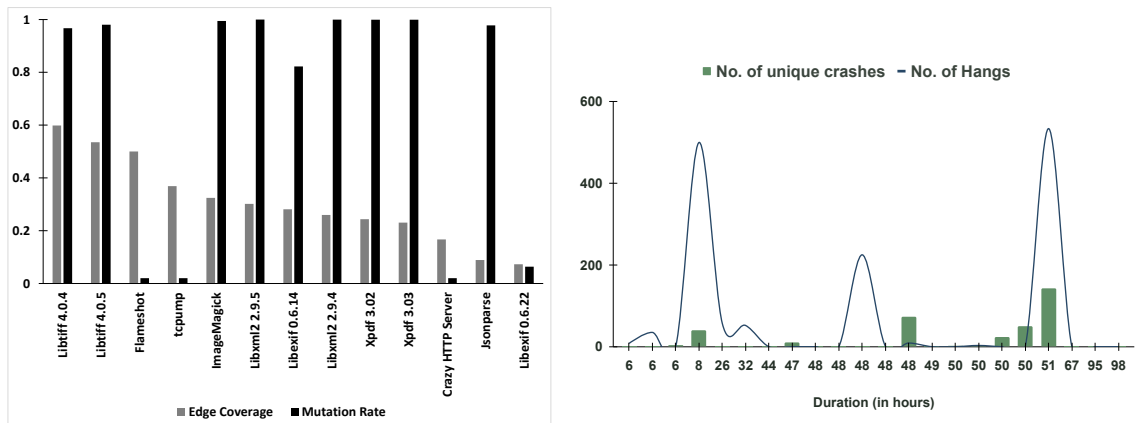 1
0.8
0.6
0.4
0.2
0
Libtiff 4.0.4
Libtiff 4.0.5
Flameshot
tcpump
ImageMagick
Libxml2 2.9.5
Libexif 0.6.14
Libxml2 2.9.4
Xpdf 3.02
Xpdf 3.03
Crazy HTTP Server
Jsonparse
Libexif 0.6.22
Edge Coverage Mutation Rate
No. of unique crashes No. of Hangs
600
400
200
0
6 6 6 8 26 32 44 47 48 48 48 48 48 49 50 50 50 50 51 67 95 98
Duration (in hours)